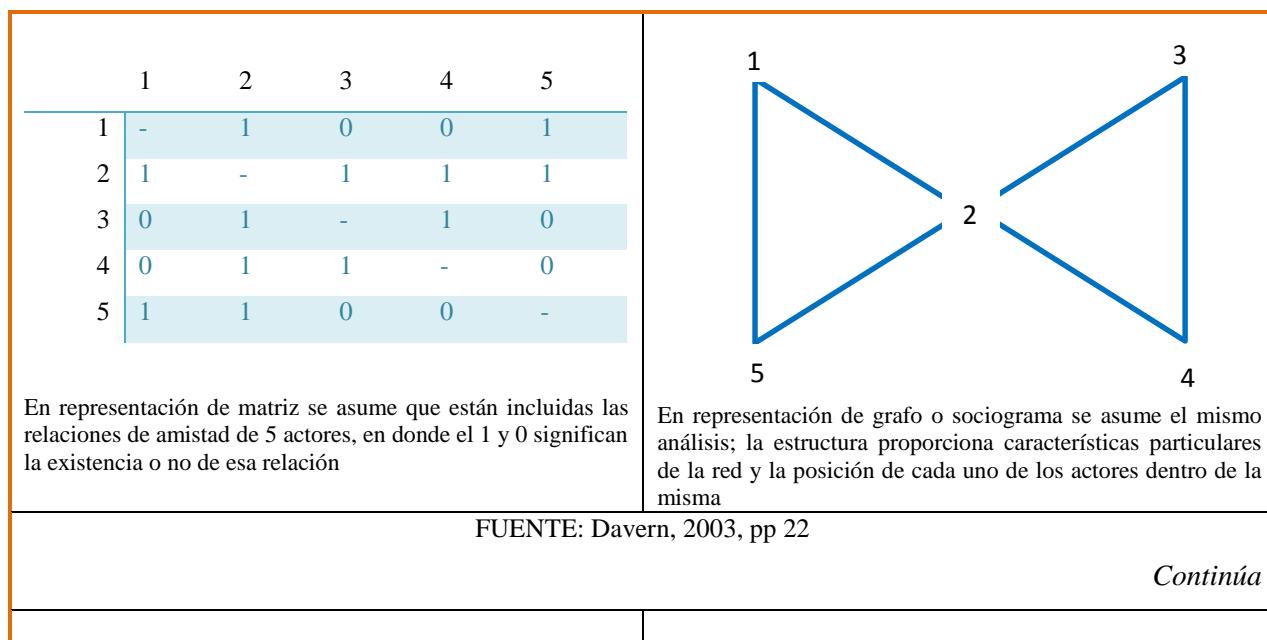 1 2 3 4 5
1 - 1 0 0 1
2 1 - 1 1 1
3 0 1 - 1 0
4 0 1 1 - 0
5 1 1 0 0 -
En representación de matriz se asume que están incluidas las
relaciones de amistad de 5 actores, en donde el 1 y 0 significan
la existencia o no de esa relación
1 3
2
5 4
En representación de grafo o sociograma se asume el mismo
análisis; la estructura proporciona características particulares
de la red y la posición de cada uno de los actores dentro de la
misma
FUENTE: Davern, 2003, pp 22
Continúa